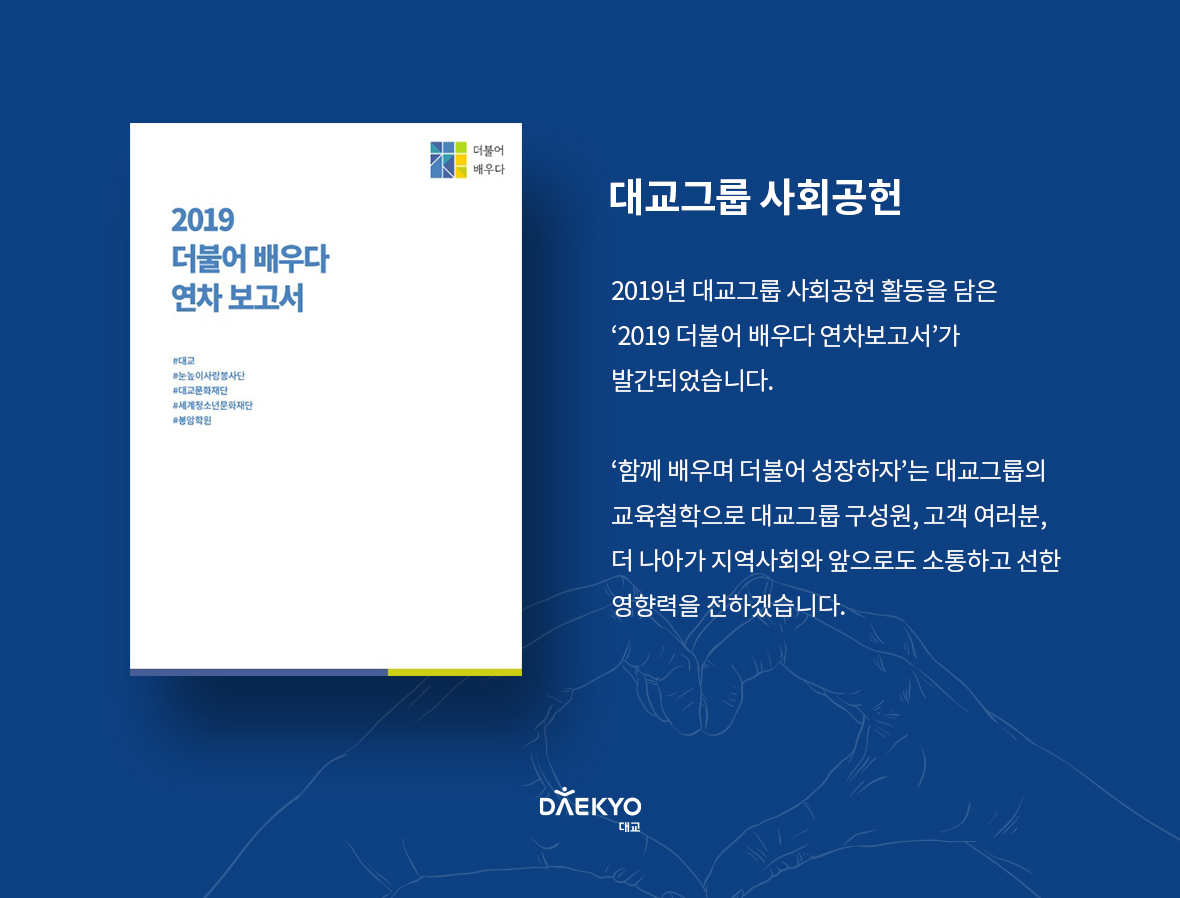 더불어
배우다
2019
더불어 배우다
연차 보고서
#대교
#눈높이사랑봉사단
#대교문화재단
#세계청소년문화재단
#봉암학원
대교그룹 사회공헌
2019년 대교그룹 사회공헌 활동을 담은
‘2019 더불어 배우다 연차보고서’가
발간되었습니다.
‘함께 배우며 더불어 성장하자’는 대교그룹의
교육철학으로 대교그룹 구성원, 고객 여러분,
더 나아가 지역사회와 앞으로도 소통하고 선한
영향력을 전하겠습니다.
DAEKYO
대교